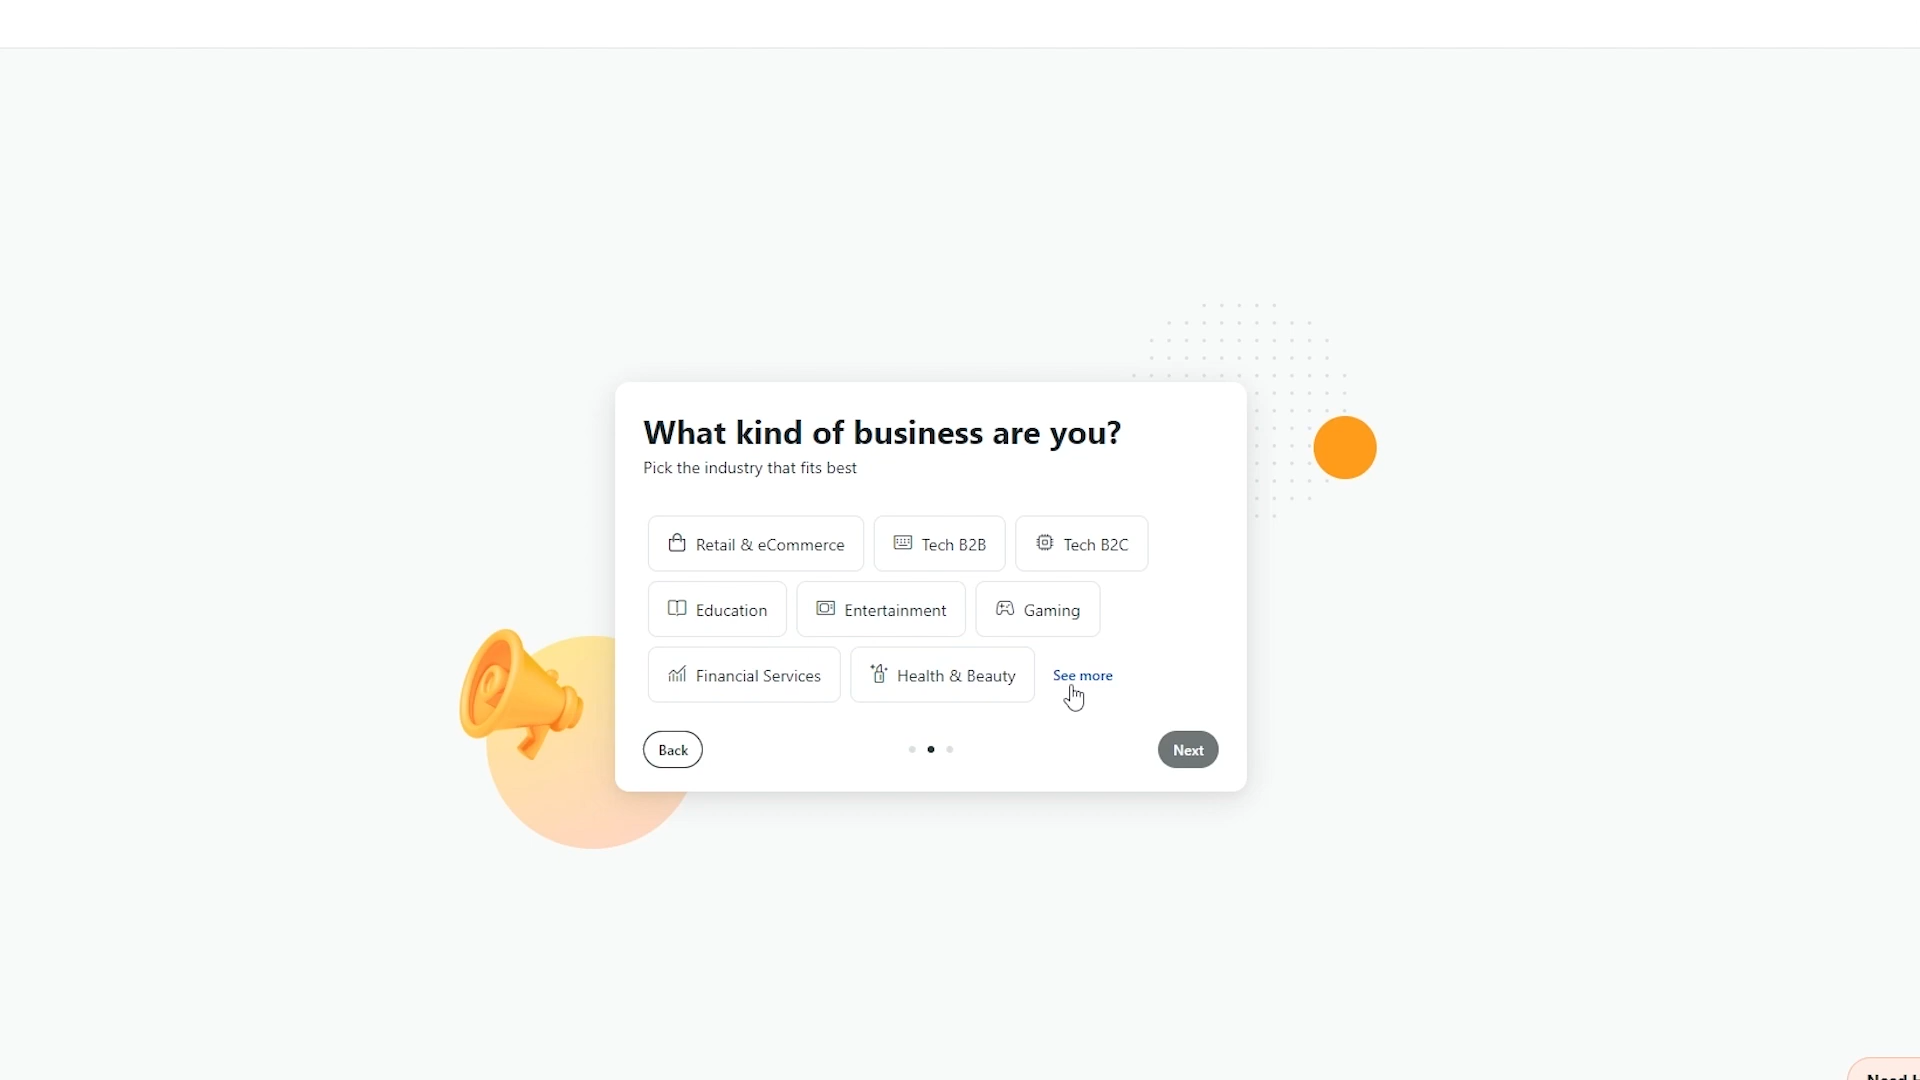 What kind of business are you?
Pick the industry that fits best
Retail & eCommerce
Tech B2B
Tech B2C
Education
Entertainment
Gaming
Financial Services
Health & Beauty
See more
Back
Next